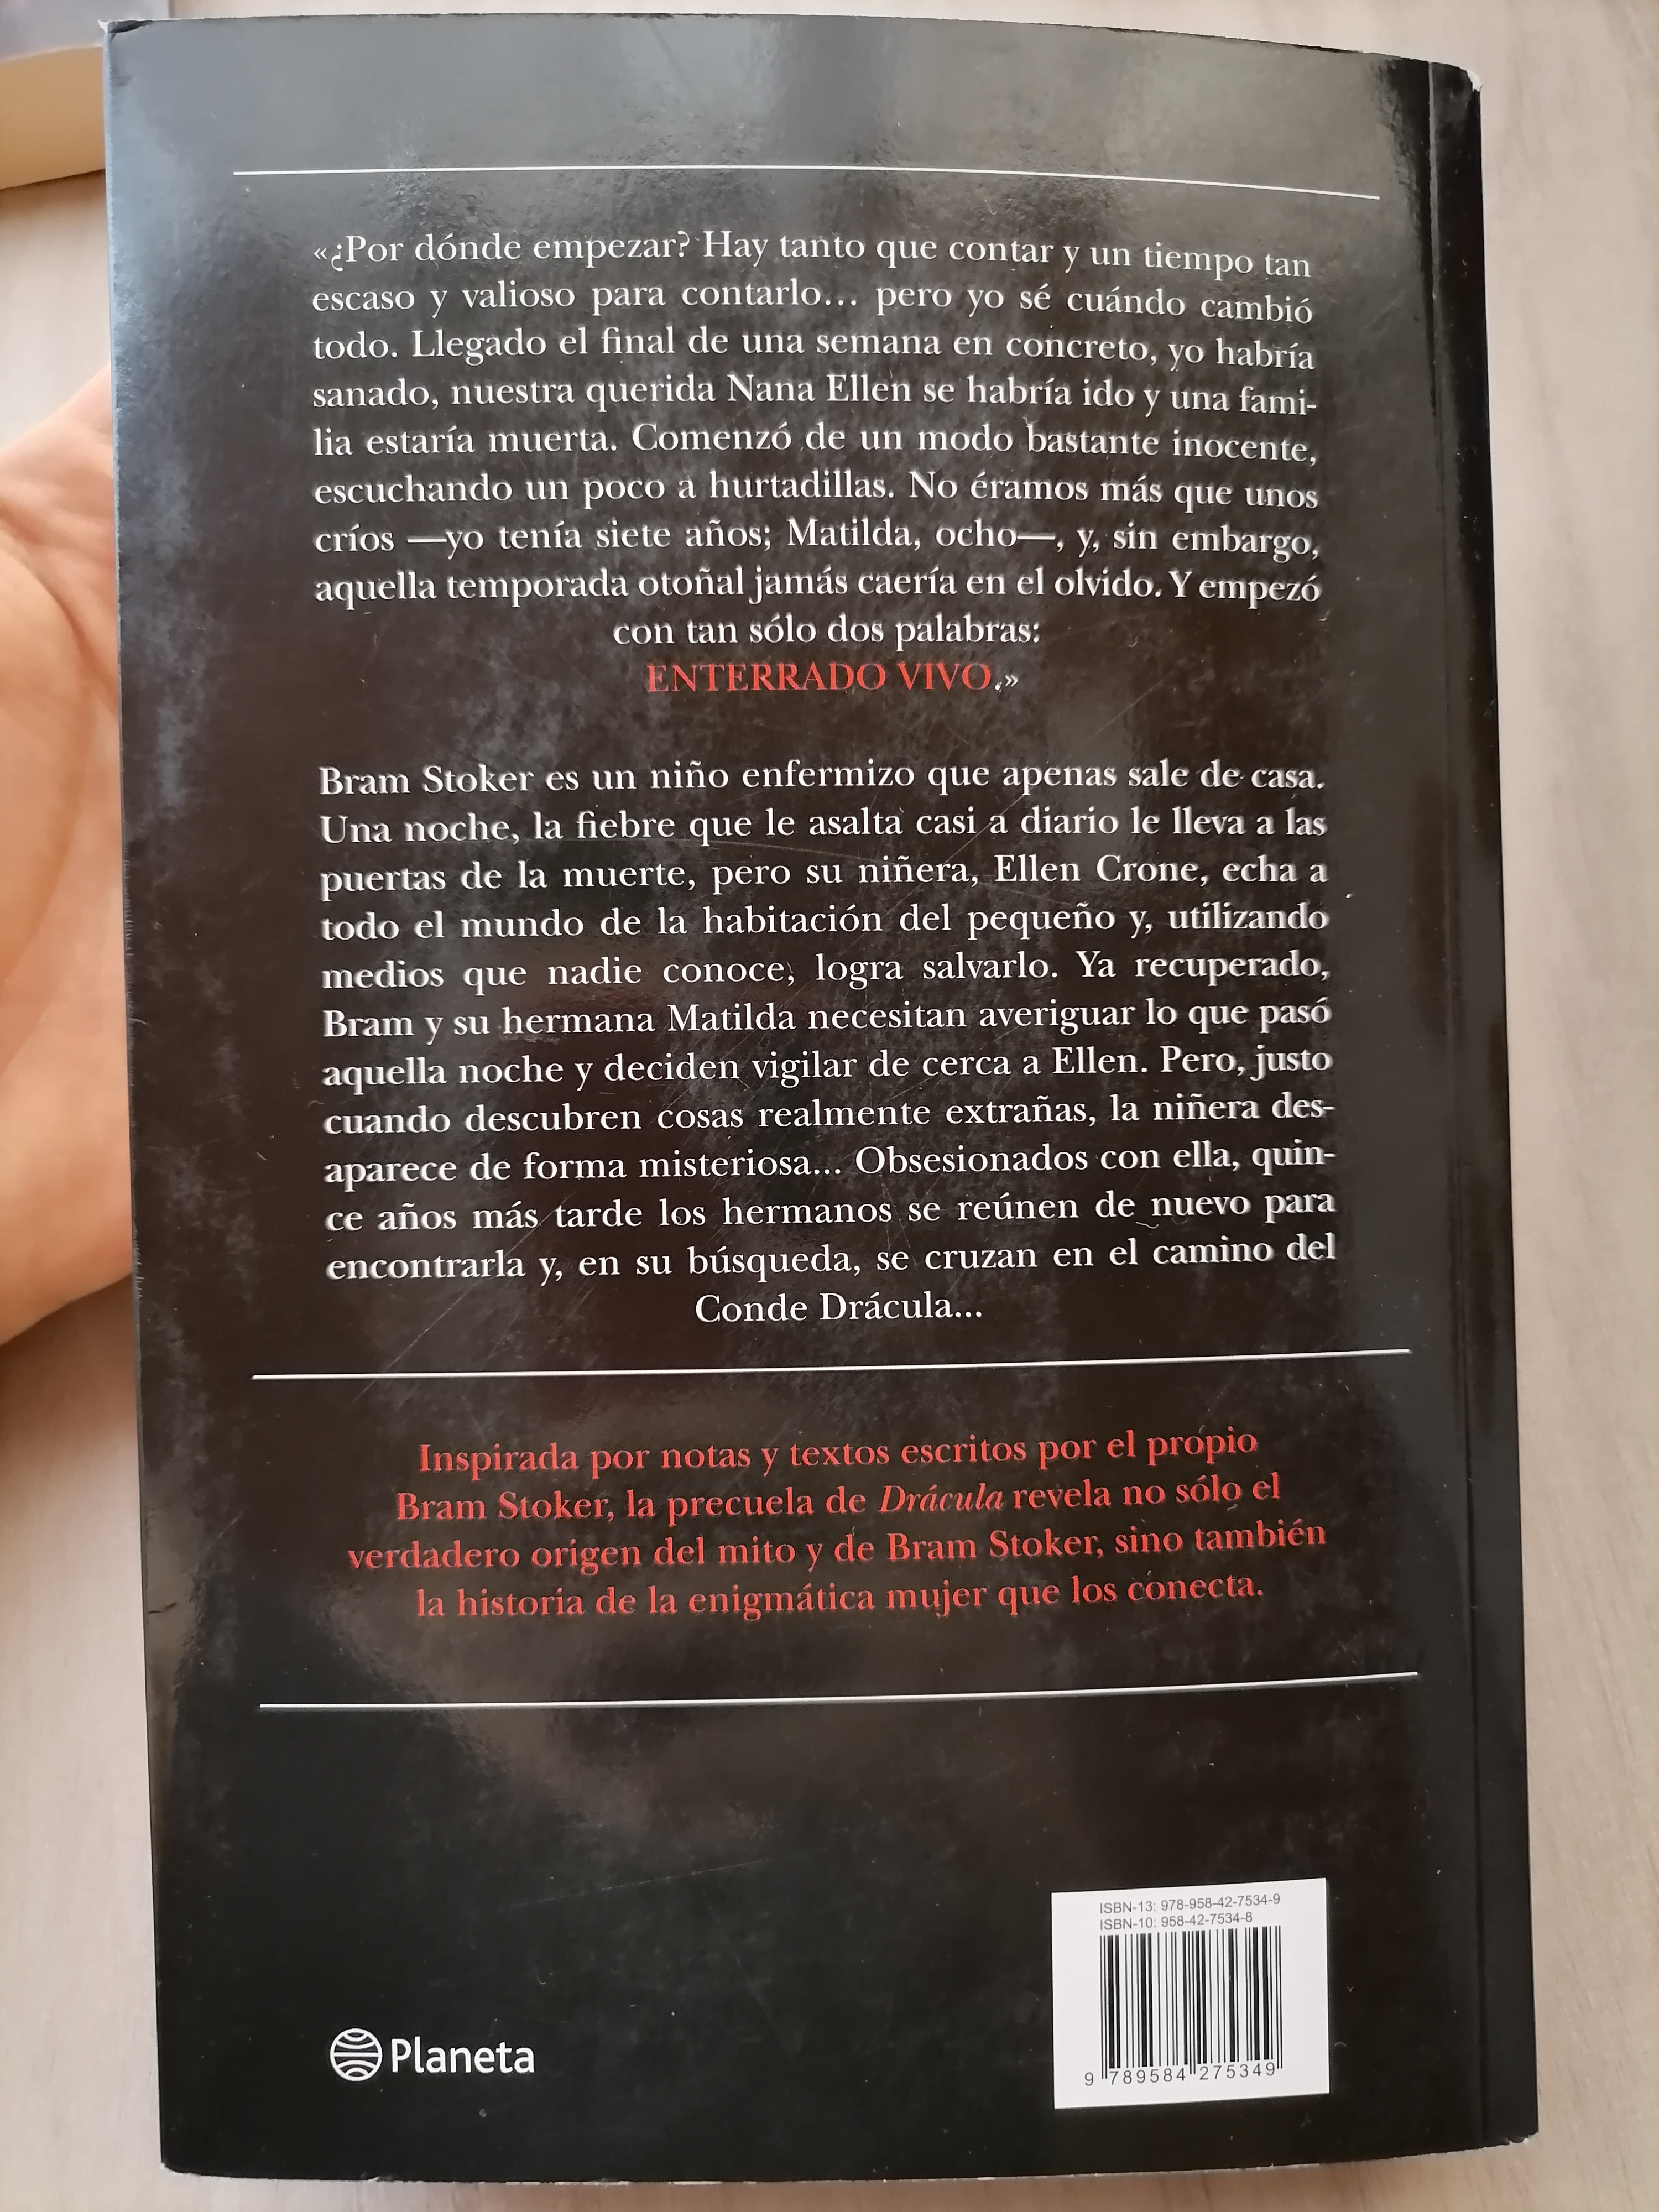 «¿Por dónde empezar? Hay tanto que contar y un tiempo tan
escaso y valioso para contarlo... pero yo sé cuándo cambió
todo. Llegado el final de una semana en concreto, yo habría
sanado, nuestra querida Nana Ellen se habría ido y una fami-
lia estaría muerta. Comenzó de un modo bastante inocente,
escuchando un poco a hurtadillas. No éramos más que unos
críos —yo tenía siete años; Matilda, ocho—, y, sin embargo,
aquella temporada otoñal jamás caería en el olvido. Y empezó
con tan sólo dos palabras:
ENTERRADO VIVO.»
Bram Stoker es un niño enfermizo que apenas sale de casa.
Una noche, la fiebre que le asalta casi a diario le lleva a las
puertas de la muerte, pero su niñera, Ellen Crone, echa a
todo el mundo de la habitación del pequeño y, utilizando
medios que nadie conoce, logra salvarlo. Ya recuperado,
Bram y su hermana Matilda necesitan averiguar lo que pasó
aquella noche y deciden vigilar de cerca a Ellen. Pero, justo
cuando descubren cosas realmente extrañas, la niñera des-
aparece de forma misteriosa... Obsesionados con ella, quin-
ce años más tarde los hermanos se reúnen de nuevo para
encontrarla y, en su búsqueda, se cruzan en el camino del
Conde Drácula...
Inspirada por notas y textos escritos por el propio
Bram Stoker, la precuela de Drácula revela no sólo el
verdadero origen del mito y de Bram Stoker, sino también
la historia de la enigmática mujer que los conecta.
ISBN-13: 978-958-42-7534-9
ISBN-10: 958-42-7534-8
9 789584 275349
Planeta